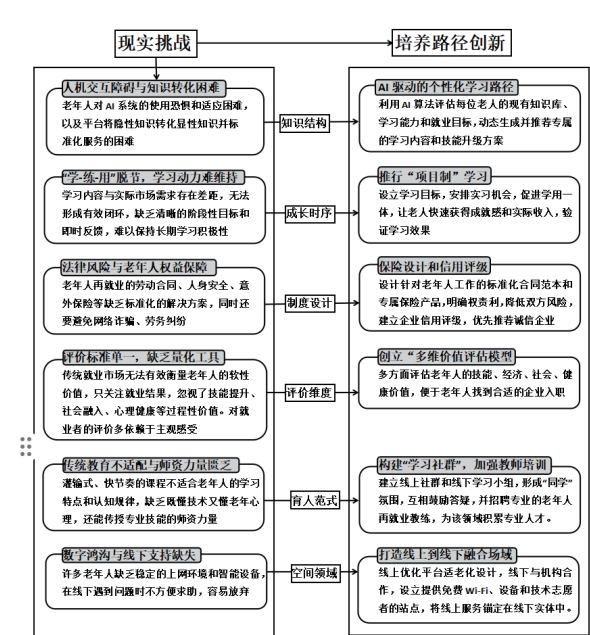 现实挑战
培养路径创新
人机交互障碍与知识转化困难
老年人对 AI 系统的使用恐惧和适应困难，
以及平台将隐性知识转化显性知识并标
准化服务的困难
知识结构
AI 驱动的个性化学习路径
利用 AI 算法评估每位老人的现有知识库、
学习能力和就业目标，动态生成并推荐专属
的学习内容和技能升级方案
“学-练-用”脱节，学习动力难维持
学习内容与实际市场需求存在差距，无法
形成有效闭环，缺乏清晰的阶段性目标和
即时反馈，难以保持长期学习积极性
成长时序
推行“项目制”学习
设立学习目标，安排实习机会，促进学用一
体，让老人快速获得成就感和实际收入，验
证学习效果
法律风险与老年人权益保障
老年人再就业的劳动合同、人身安全、意
外保险等缺乏标准化的解决方案，同时还
要避免网络诈骗、劳务纠纷
制度设计
保险设计和信用评级
设计针对老年人工作的标准化合同范本和
专属保险产品，明确权责利，降低双方风险，
建立企业信用评级，优先推荐诚信企业
评价标准单一，缺乏量化工具
传统就业市场无法有效衡量老年人的软性
价值，只关注就业结果，忽视了技能提升、
社会融入、心理健康等过程性价值。对就
业者的评价多依赖于主观感受
评价维度
创立“多维价值评估模型
多方面评估老年人的技能、经济、社会、健
康价值，便于老年人找到合适的企业入职
传统教育不适配与师资力量匮乏
灌输式、快节奏的课程不适合老年人的学习
特点和认知规律，缺乏既懂技术又懂老年心
理，还能传授专业技能的师资力量
育人范式
构建“学习社群”，加强教师培训
建立线上社群和线下学习小组，形成“同学”
氛围，互相鼓励答疑，并招聘专业的老年人
再就业教练，为该领域积累专业人才。
数字鸿沟与线下支持缺失
许多老年人缺乏稳定的上网环境和智能设备，
在线下遇到问题时不方便求助，容易放弃
空间领域
打造线上到线下融合场域
线上优化平台适老化设计，线下与机构合
作，设立提供免费 Wi-Fi、设备和技术志愿
者的站点，将线上服务锚定在线下实体中。